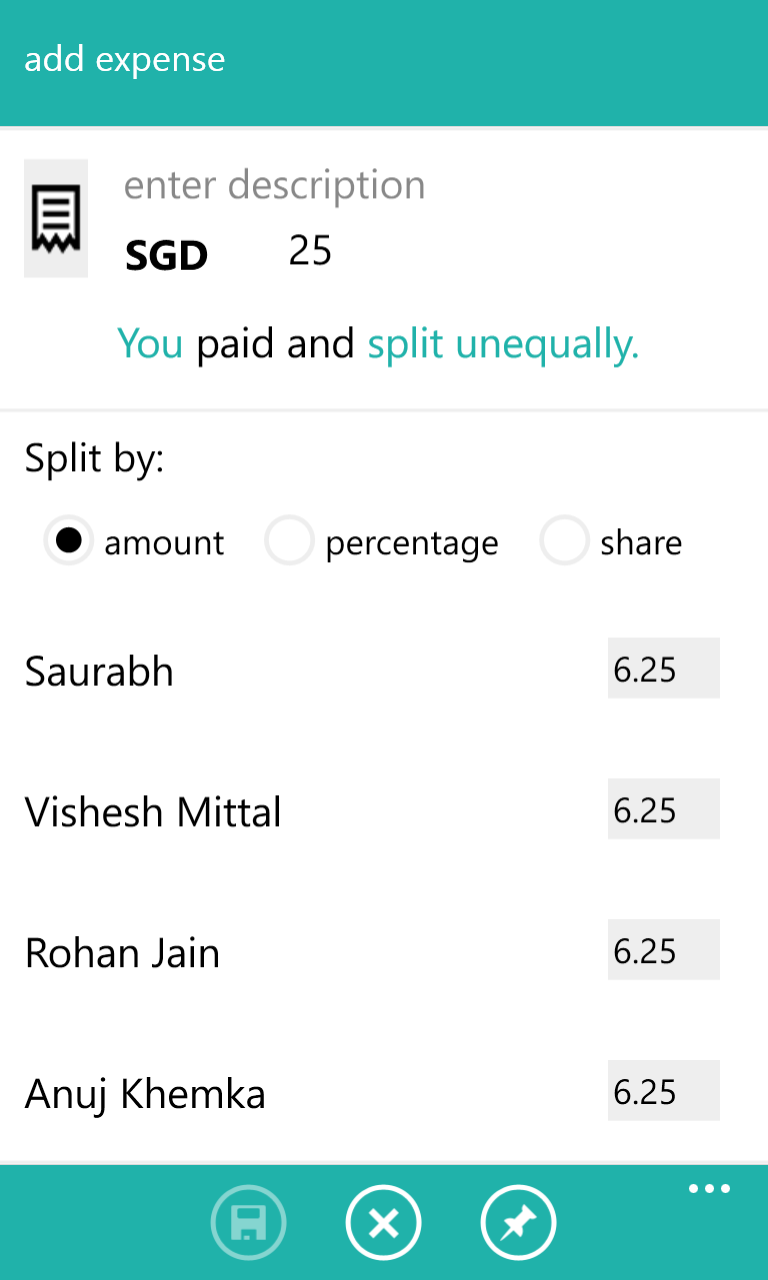 add expense
enter description
SGD 25
You paid and split unequally.
Split by:
amount percentage share
Saurabh 6.25
Vishesh Mittal 6.25
Rohan Jain 6.25
Anuj Khemka 6.25